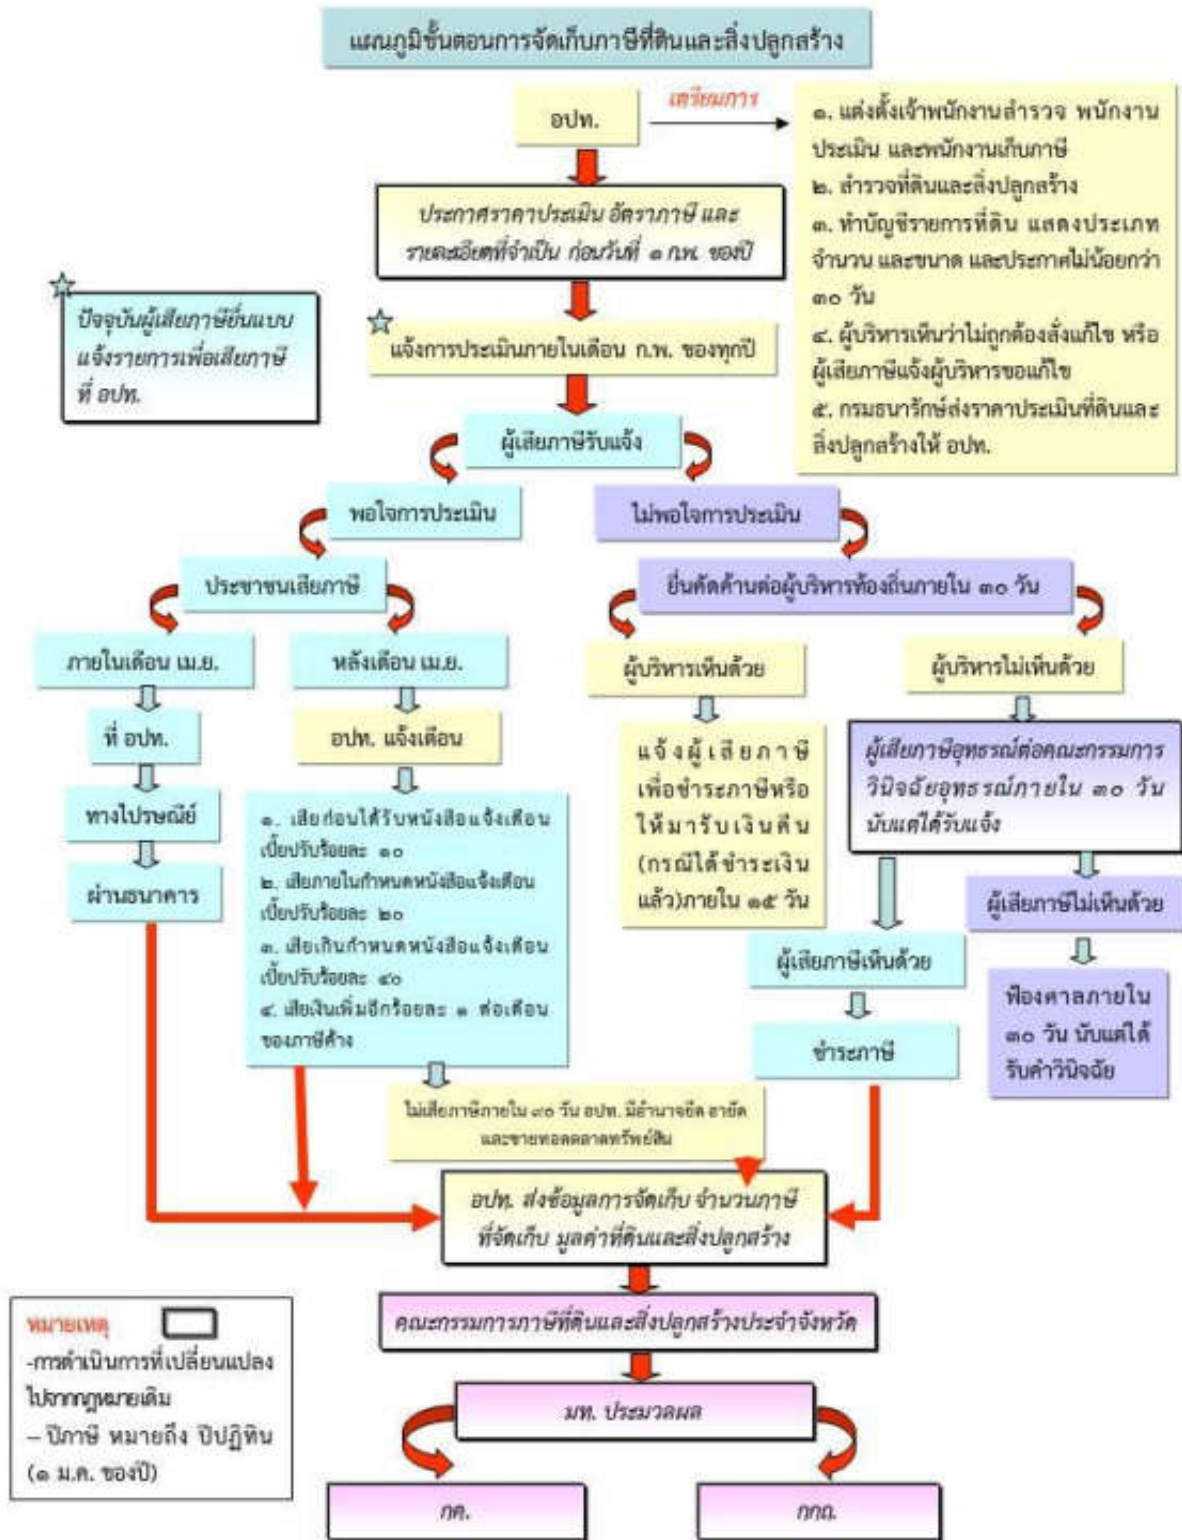 แผนภูมิขั้นตอนการจัดเก็บภาษีที่ดินและสิ่งปลูกสร้าง
อปท.
เตรียมการ
๑. แต่งตั้งเจ้าพนักงานสำรวจ พนักงาน
ประเมิน และพนักงานเก็บภาษี
๒. สำรวจที่ดินและสิ่งปลูกสร้าง
๓. ทำบัญชีรายการที่ดิน แสดงประเภท
จำนวน และขนาด และประกาศไม่น้อยกว่า
๓๐ วัน
๔. ผู้บริหารเห็นว่าไม่ถูกต้องสั่งแก้ไข หรือ
ผู้เสียภาษีแจ้งผู้บริหารขอแก้ไข
๕. กรมธนารักษ์ส่งราคาประเมินที่ดินและ
สิ่งปลูกสร้างให้ อปท.
ประกาศราคาประเมิน อัตราภาษี และ
รายละเอียดที่จำเป็น ก่อนวันที่ ๑ ก.พ. ของปี
ปัจจุบันผู้เสียภาษียื่นแบบ
แจ้งรายการเพื่อเสียภาษี
ที่ อปท.
แจ้งการประเมินภายในเดือน ก.พ. ของทุกปี
ผู้เสียภาษีรับแจ้ง
พอใจการประเมิน
ไม่พอใจการประเมิน
ประชาชนเสียภาษี
ยื่นคัดค้านต่อผู้บริหารท้องถิ่นภายใน ๓๐ วัน
ภายในเดือน เม.ย.
หลังเดือน เม.ย.
ผู้บริหารเห็นด้วย
ผู้บริหารไม่เห็นด้วย
ที่ อปท.
อปท. แจ้งเตือน
แจ้งผู้เสียภาษี
เพื่อชำระภาษีหรือ
ให้มารับเงินคืน
(กรณีได้ชำระเงิน
แล้ว)ภายใน ๑๕ วัน
ผู้เสียภาษีอุทธรณ์ต่อคณะกรรมการ
วินิจฉัยอุทธรณ์ภายใน ๓๐ วัน
นับแต่ได้รับแจ้ง
ทางไปรษณีย์
ผ่านธนาคาร
๑. เสียก่อนได้รับหนังสือแจ้งเตือน
เบี้ยปรับร้อยละ ๑๐
๒. เสียภายในกำหนดหนังสือแจ้งเตือน
เบี้ยปรับร้อยละ ๒๐
๓. เสียเกินกำหนดหนังสือแจ้งเตือน
เบี้ยปรับร้อยละ ๔๐
๔. เสียเงินเพิ่มอีกร้อยละ ๑ ต่อเดือน
ของภาษีค้าง
ผู้เสียภาษีไม่เห็นด้วย
ผู้เสียภาษีเห็นด้วย
ฟ้องศาลภายใน
๓๐ วัน นับแต่ได้
รับคำวินิจฉัย
ชำระภาษี
ไม่เสียภาษีภายใน ๙๐ วัน อปท. มีอำนาจยึด อายัด
และขายทอดตลาดทรัพย์สิน
อปท. ส่งข้อมูลการจัดเก็บ จำนวนภาษี
ที่จัดเก็บ มูลค่าที่ดินและสิ่งปลูกสร้าง
คณะกรรมการภาษีที่ดินและสิ่งปลูกสร้างประจำจังหวัด
หมายเหตุ
-การดำเนินการที่เปลี่ยนแปลง
ไปจากกฎหมายเดิม
– ปีภาษี หมายถึง ปีปฏิทิน
(๑ ม.ค. ของปี)
มท. ประมวลผล
กค.
กกถ.